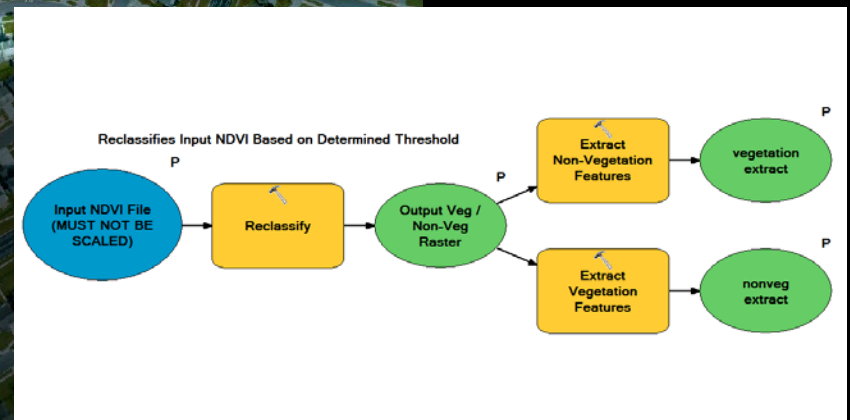 Reclassifies Input NDVI Based on Determined Threshold
P
Input NDVI File
(MUST NOT BE
SCALED)
Reclassify
P
Output Veg /
Non-Veg
Raster
Extract
Non-Vegetation
Features
P
vegetation
extract
Extract
Vegetation
Features
P
nonveg
extract